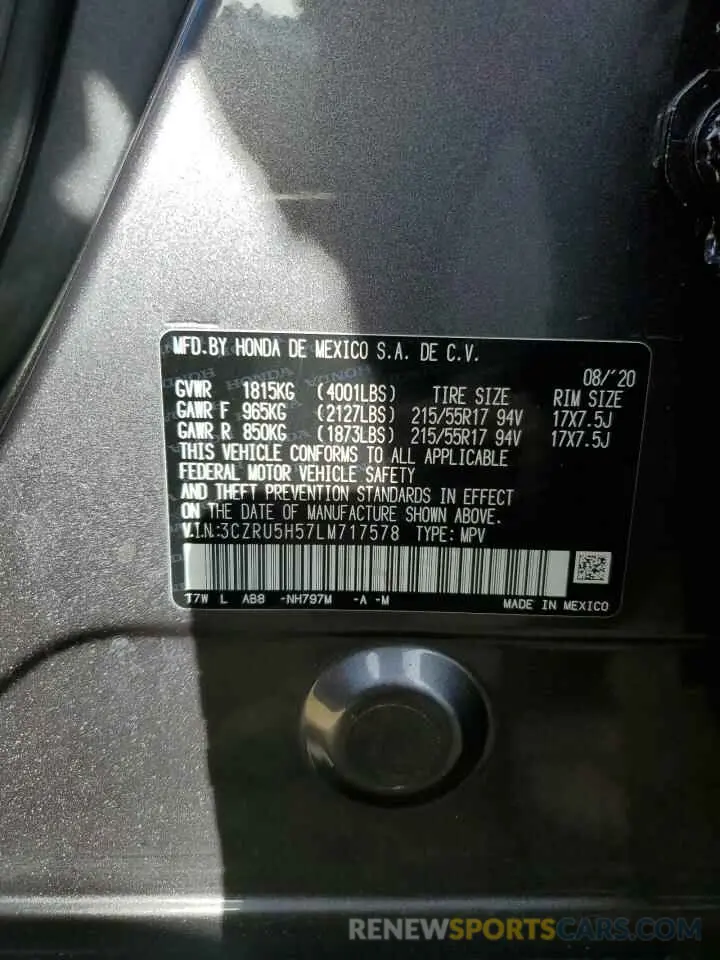 MFD.BY HONDA DE MEXICO S.A. DE C.V.
08/'20
GVWR 1815KG (4001LBS) TIRE SIZE RIM SIZE
GAWR F 965KG (2127LBS) 215/55R17 94V 17X7.5J
GAWR R 850KG (1873LBS) 215/55R17 94V 17X7.5J
THIS VEHICLE CONFORMS TO ALL APPLICABLE
FEDERAL MOTOR VEHICLE SAFETY
AND THEFT PREVENTION STANDARDS IN EFFECT
ON THE DATE OF MANUFACTURE SHOWN ABOVE.
V.I.N.:3CZRU5H57LM717578 TYPE: MPV
T7W L AB8 -NH797M -A -M
MADE IN MEXICO
RENEWSPORTSCARS.COM